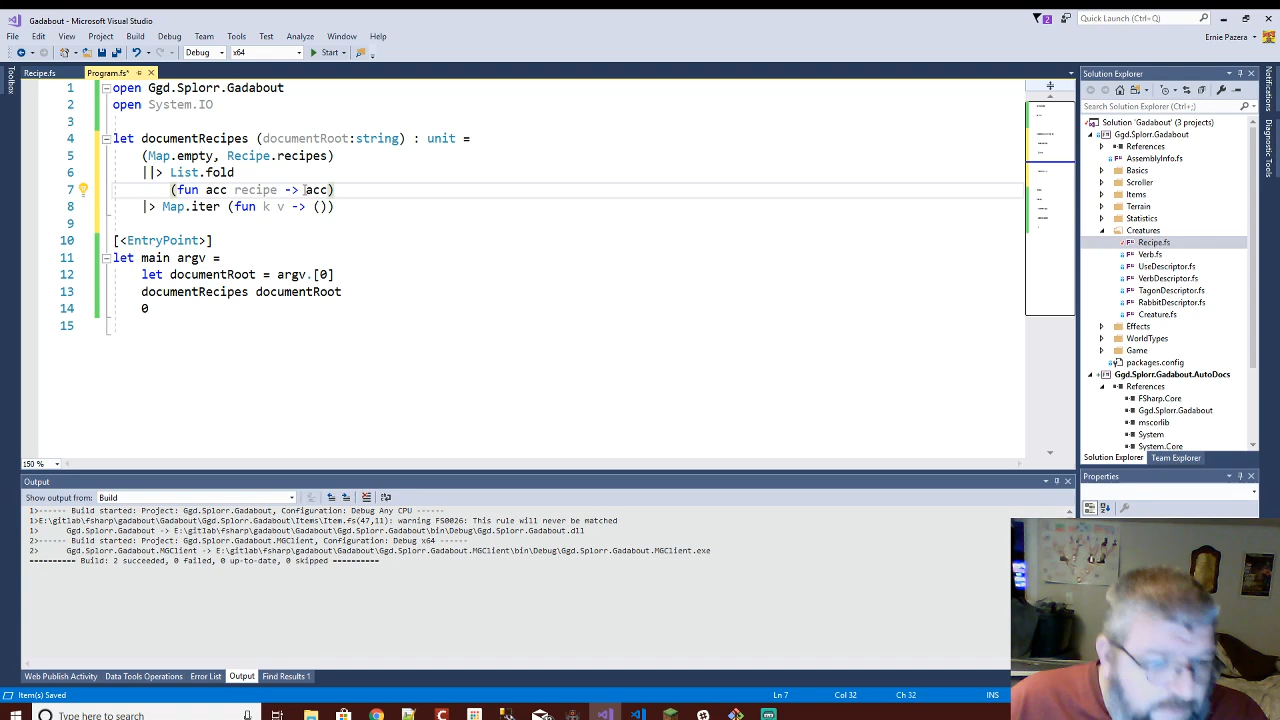 Gadabout - Microsoft Visual Studio
2
Quick Launch (Ctrl+;)
File Edit View Project Build Debug Team Tools Test Analyze Window Help
Ernie Pazera
Debug x64 Start
Toolbox
Recipe.fs Program.fs*
1 open Ggd.Splorr.Gadabout
2 open System.IO
3
4 let documentRecipes (documentRoot:string) : unit =
5 (Map.empty, Recipe.recipes)
6 ||> List.fold
7 (fun acc recipe -> acc)
8 |> Map.iter (fun k v -> ())
9
10 [<EntryPoint>]
11 let main argv =
12 let documentRoot = argv.[0]
13 documentRecipes documentRoot
14 0
15
150 %
Solution Explorer
Search Solution Explorer (Ctrl+;)
Solution 'Gadabout' (3 projects)
Ggd.Splorr.Gadabout
References
AssemblyInfo.fs
Basics
Scroller
Items
Terrain
Statistics
Creatures
Recipe.fs
Verb.fs
UseDescriptor.fs
VerbDescriptor.fs
TagonDescriptor.fs
RabbitDescriptor.fs
Creature.fs
Effects
WorldTypes
Game
packages.config
Ggd.Splorr.Gadabout.AutoDocs
References
FSharp.Core
Ggd.Splorr.Gadabout
mscorlib
System
System.Core
Solution Explorer Team Explorer
Properties
Notifications
Diagnostic Tools
Output
Show output from: Build
1>------ Build started: Project: Ggd.Splorr.Gadabout, Configuration: Debug Any CPU ------
1>E:\gitlab\fsharp\gadabout\Gadabout\Ggd.Splorr.Gadabout\Items\Item.fs(47,11): warning FS0026: This rule will never be matched
1> Ggd.Splorr.Gadabout -> E:\gitlab\fsharp\gadabout\Gadabout\Ggd.Splorr.Gadabout\bin\Debug\Ggd.Splorr.Gadabout.dll
2>------ Build started: Project: Ggd.Splorr.Gadabout.MGClient, Configuration: Debug x64 ------
2> Ggd.Splorr.Gadabout.MGClient -> E:\gitlab\fsharp\gadabout\Gadabout\Ggd.Splorr.Gadabout.MGClient\bin\Debug\Ggd.Splorr.Gadabout.MGClient.exe
========== Build: 2 succeeded, 0 failed, 0 up-to-date, 0 skipped ==========
Web Publish Activity Data Tools Operations Error List Output Find Results 1
Item(s) Saved Ln 7 Col 32 Ch 32 INS
Type here to search